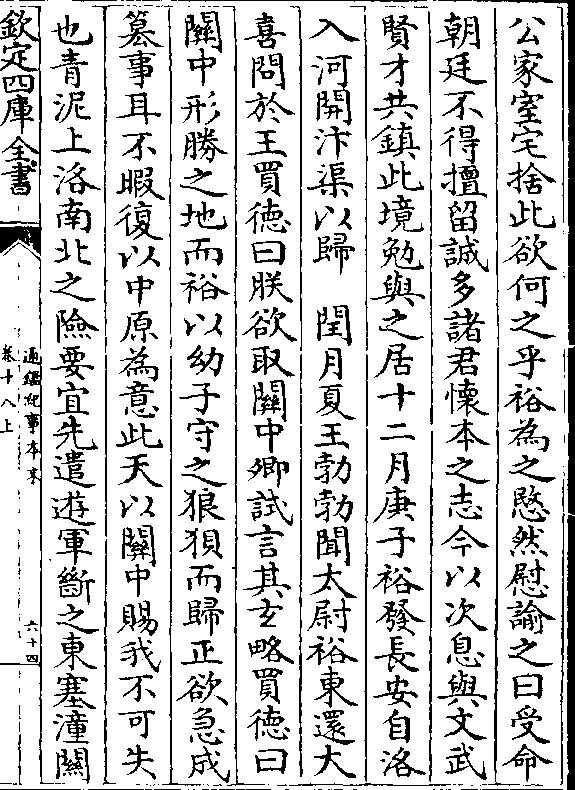 公家室宅捨此欲何之乎裕為之愍然慰諭之曰受命
朝廷不得擅留誠多諸君懷本之志今以次息與文武
賢才共鎮此境勉與之居十二月庚子裕發長安自洛
入河開汴渠以歸　閏月夏王勃勃聞太尉裕東還大
喜問於王買德曰朕欲取關中卿試言其方略買德曰
關中形勝之地而裕以幼子守之狼狽而歸正欲急成
簒事耳不暇復以中原為意此天以關中賜我不可失
也青泥上洛南北之險要宜先遣遊軍斷之東塞潼關
欽定四庫全書
通鑑紀事本末
卷十八上
六十四